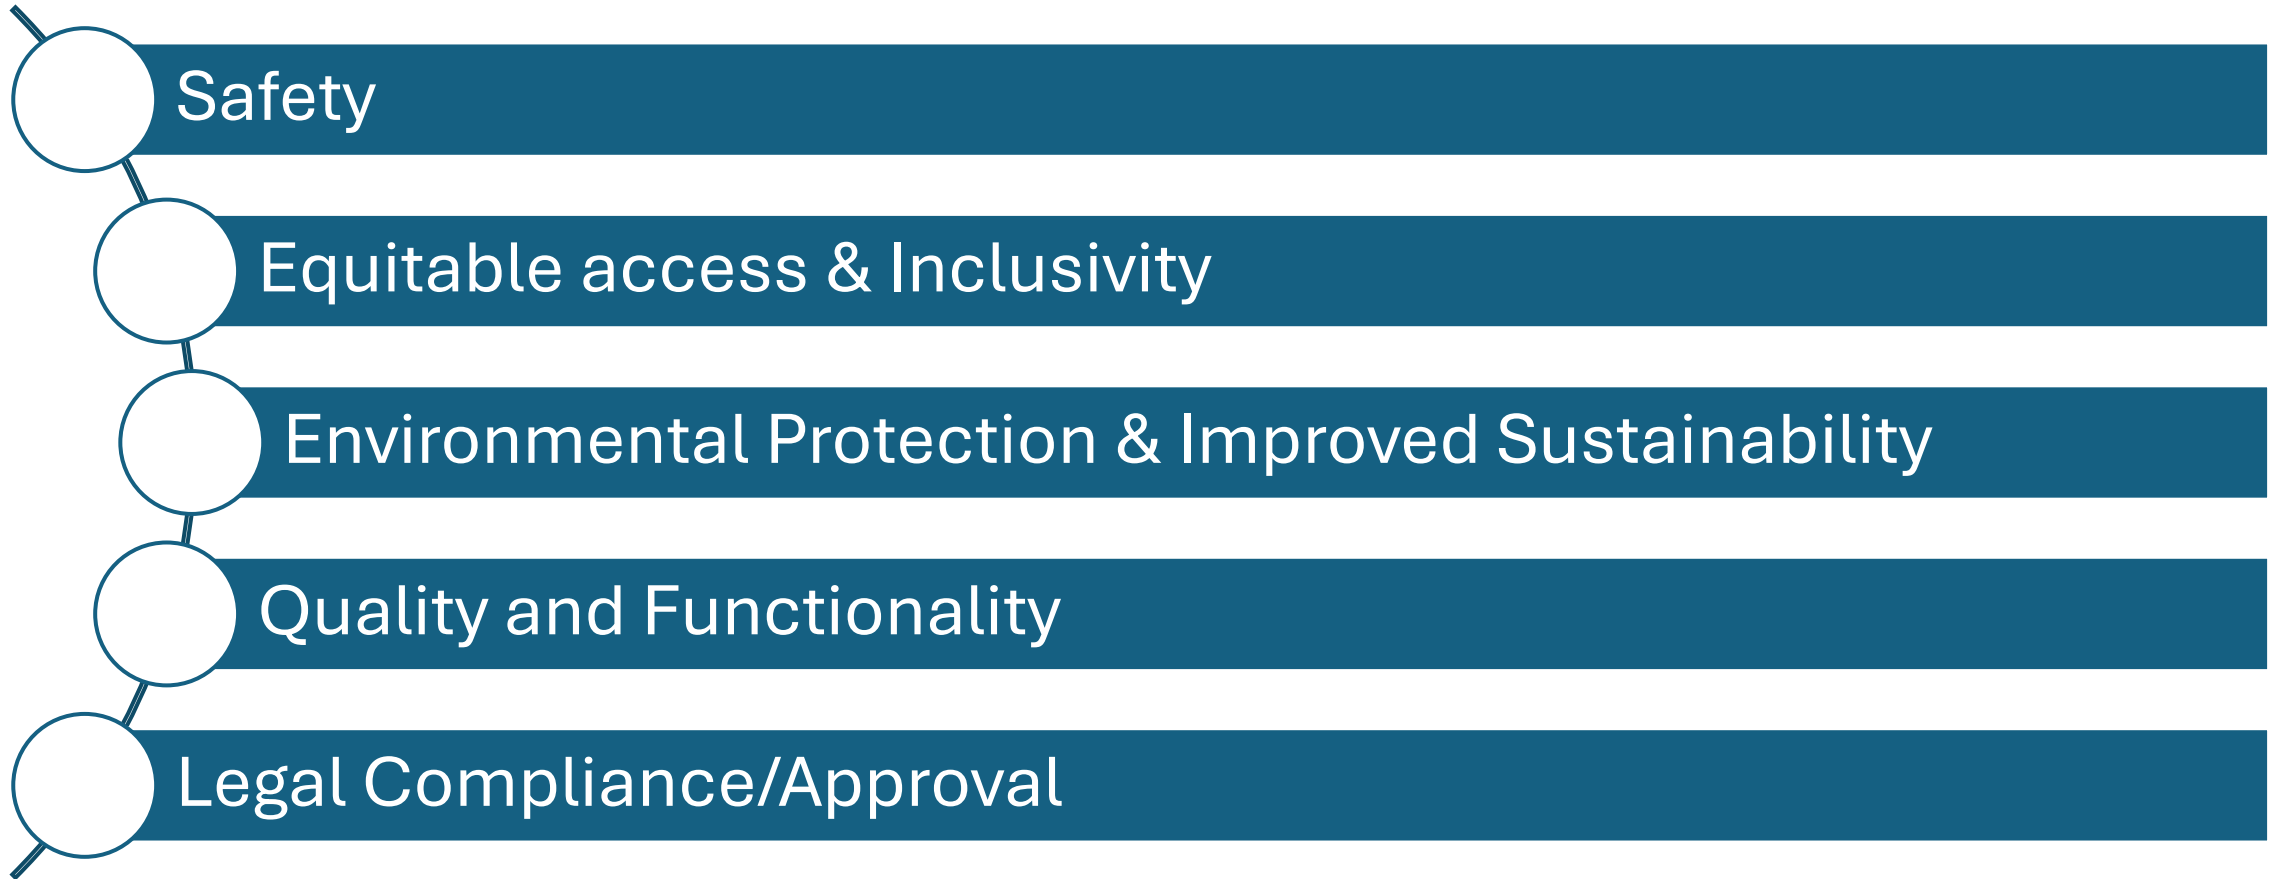 Safety
Equitable access & Inclusivity
Environmental Protection & Improved Sustainability
Quality and Functionality
Legal Compliance/Approval